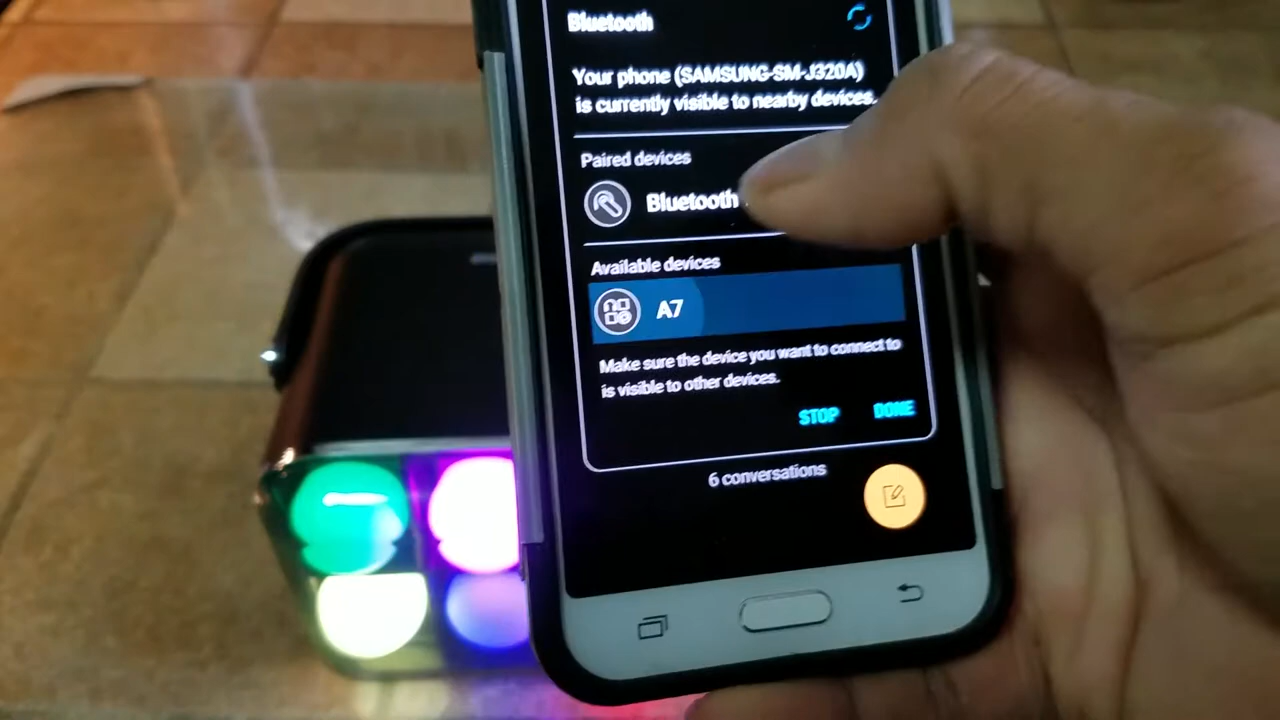 Bluetooth
Your phone (SAMSUNG-SM-J320A)
is currently visible to nearby devices.
Paired devices
Bluetooth
Available devices
A7
Make sure the device you want to connect to
is visible to other devices.
STOP DONE
6 conversations